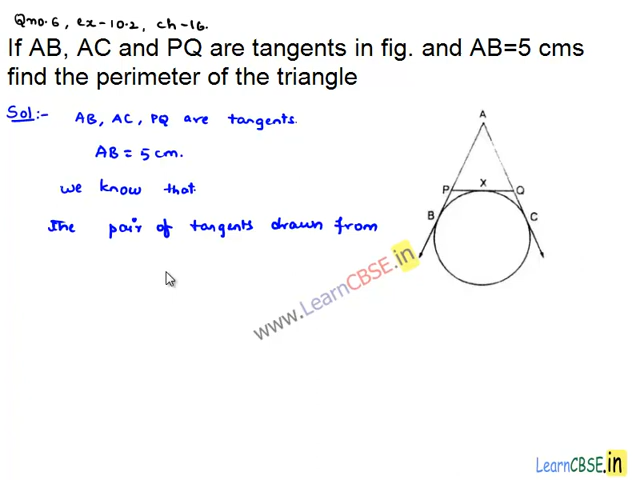 Q no. 6, ex-10.2, ch-16.
If AB, AC and PQ are tangents in fig. and AB=5 cms
find the perimeter of the triangle
Sol:- AB, AC, PQ are tangents.
AB = 5 cm.
we know that
The pair of tangents drawn from
A
P X Q
B C
www.LearnCBSE.in
LearnCBSE.in